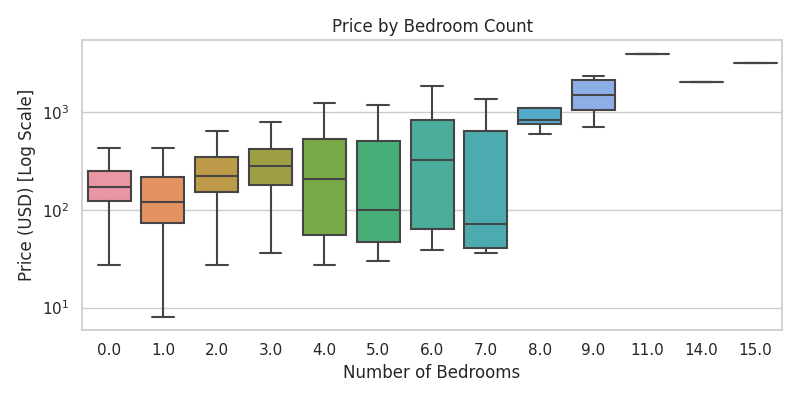 Price by Bedroom Count
Price (USD) [Log Scale]
10³
10²
10¹
0.0 1.0 2.0 3.0 4.0 5.0 6.0 7.0 8.0 9.0 11.0 14.0 15.0
Number of Bedrooms